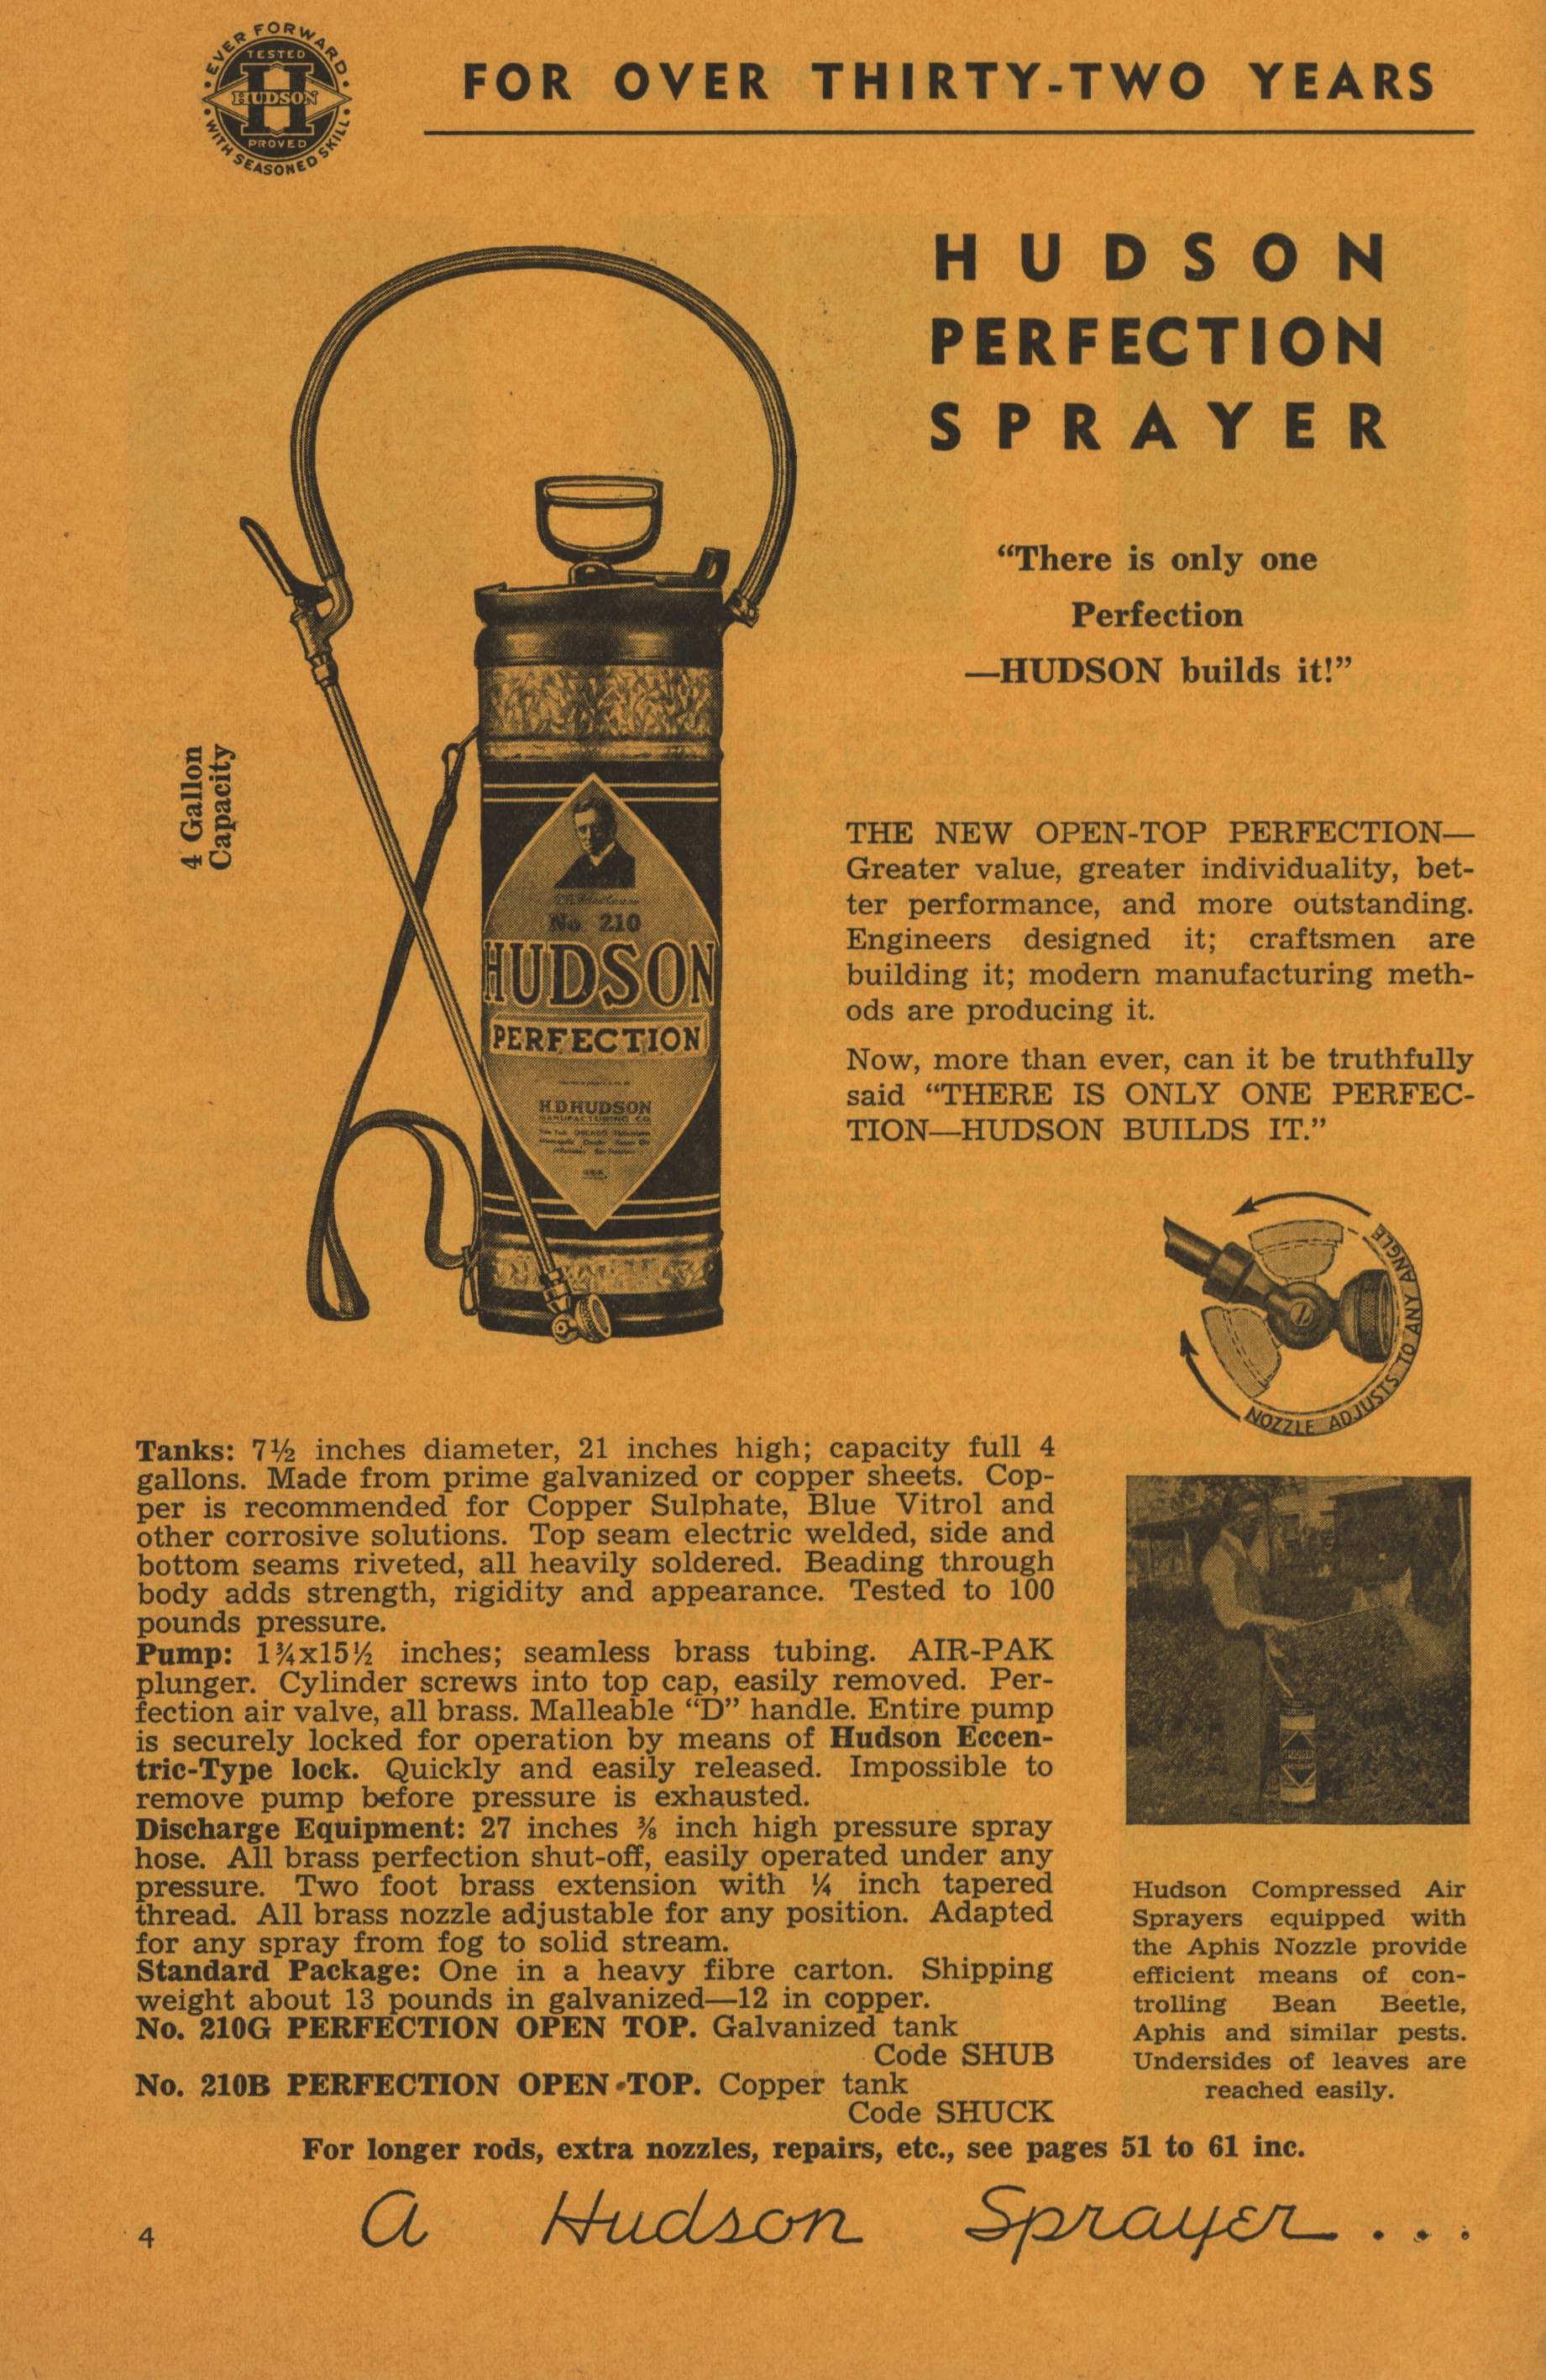 EVER FORWARD
TESTED
HUDSON
H
PROVED
WITH SEASONED SKILL
FOR OVER THIRTY-TWO YEARS
HUDSON
PERFECTION
SPRAYER
“There is only one
Perfection
—HUDSON builds it!”
4 Gallon
Capacity
No. 210
HUDSON
PERFECTION
H.D.HUDSON
MANUFACTURING CO.
THE NEW OPEN-TOP PERFECTION—
Greater value, greater individuality, bet-
ter performance, and more outstanding.
Engineers designed it; craftsmen are
building it; modern manufacturing meth-
ods are producing it.
Now, more than ever, can it be truthfully
said “THERE IS ONLY ONE PERFEC-
TION—HUDSON BUILDS IT.”
NOZZLE ADJUSTS TO ANY ANGLE
Tanks: 7½ inches diameter, 21 inches high; capacity full 4
gallons. Made from prime galvanized or copper sheets. Cop-
per is recommended for Copper Sulphate, Blue Vitrol and
other corrosive solutions. Top seam electric welded, side and
bottom seams riveted, all heavily soldered. Beading through
body adds strength, rigidity and appearance. Tested to 100
pounds pressure.
Pump: 1¾x15½ inches; seamless brass tubing. AIR-PAK
plunger. Cylinder screws into top cap, easily removed. Per-
fection air valve, all brass. Malleable “D” handle. Entire pump
is securely locked for operation by means of Hudson Eccen-
tric-Type lock. Quickly and easily released. Impossible to
remove pump before pressure is exhausted.
Discharge Equipment: 27 inches ⅜ inch high pressure spray
hose. All brass perfection shut-off, easily operated under any
pressure. Two foot brass extension with ¼ inch tapered
thread. All brass nozzle adjustable for any position. Adapted
for any spray from fog to solid stream.
Standard Package: One in a heavy fibre carton. Shipping
weight about 13 pounds in galvanized—12 in copper.
No. 210G PERFECTION OPEN TOP. Galvanized tank
Code SHUB
No. 210B PERFECTION OPEN TOP. Copper tank
Code SHUCK
Hudson Compressed Air
Sprayers equipped with
the Aphis Nozzle provide
efficient means of con-
trolling Bean Beetle,
Aphis and similar pests.
Undersides of leaves are
reached easily.
For longer rods, extra nozzles, repairs, etc., see pages 51 to 61 inc.
4
A Hudson Sprayer...